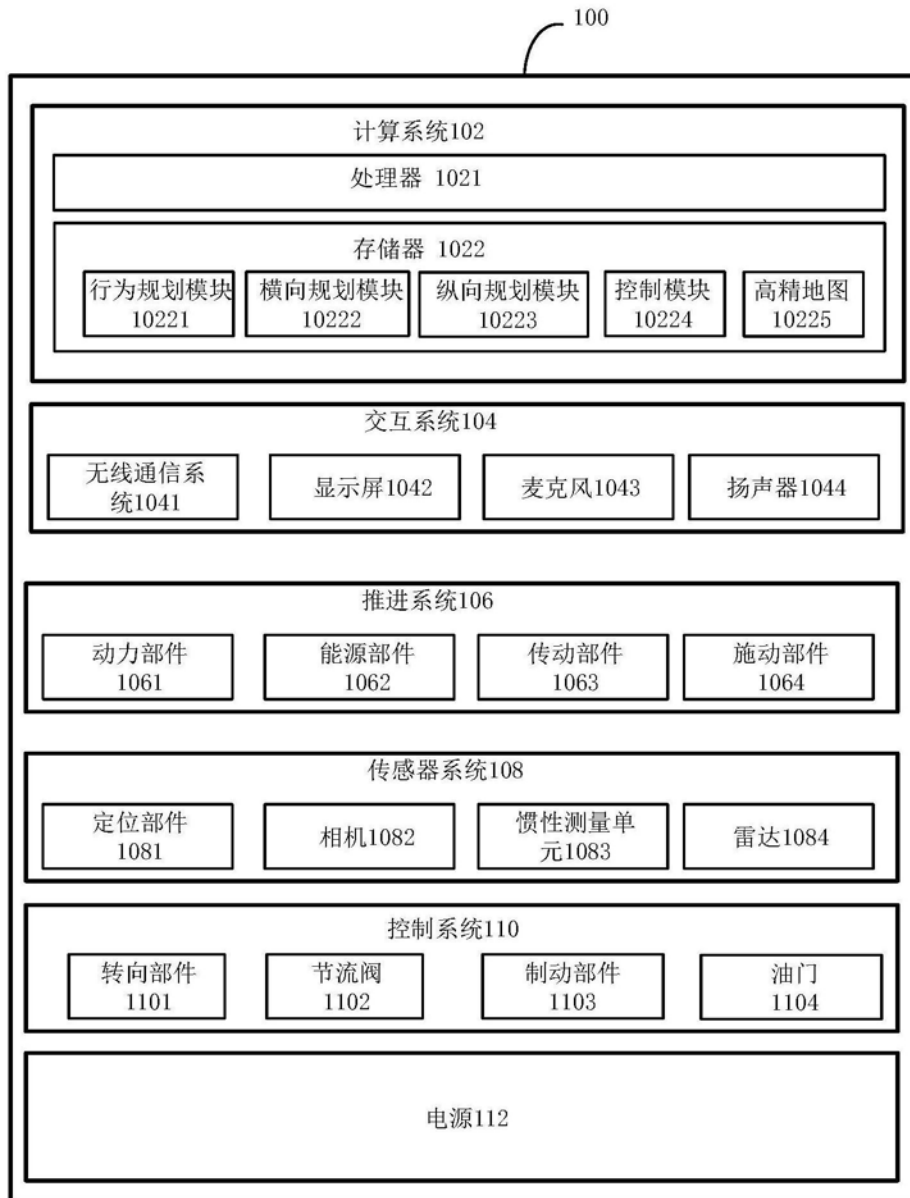 100
计算系统102
处理器 1021
存储器 1022
行为规划模块
10221
横向规划模块
10222
纵向规划模块
10223
控制模块
10224
高精地图
10225
交互系统104
无线通信系
统1041
显示屏1042
麦克风1043
扬声器1044
推进系统106
动力部件
1061
能源部件
1062
传动部件
1063
施动部件
1064
传感器系统108
定位部件
1081
相机1082
惯性测量单
元1083
雷达1084
控制系统110
转向部件
1101
节流阀
1102
制动部件
1103
油门
1104
电源112